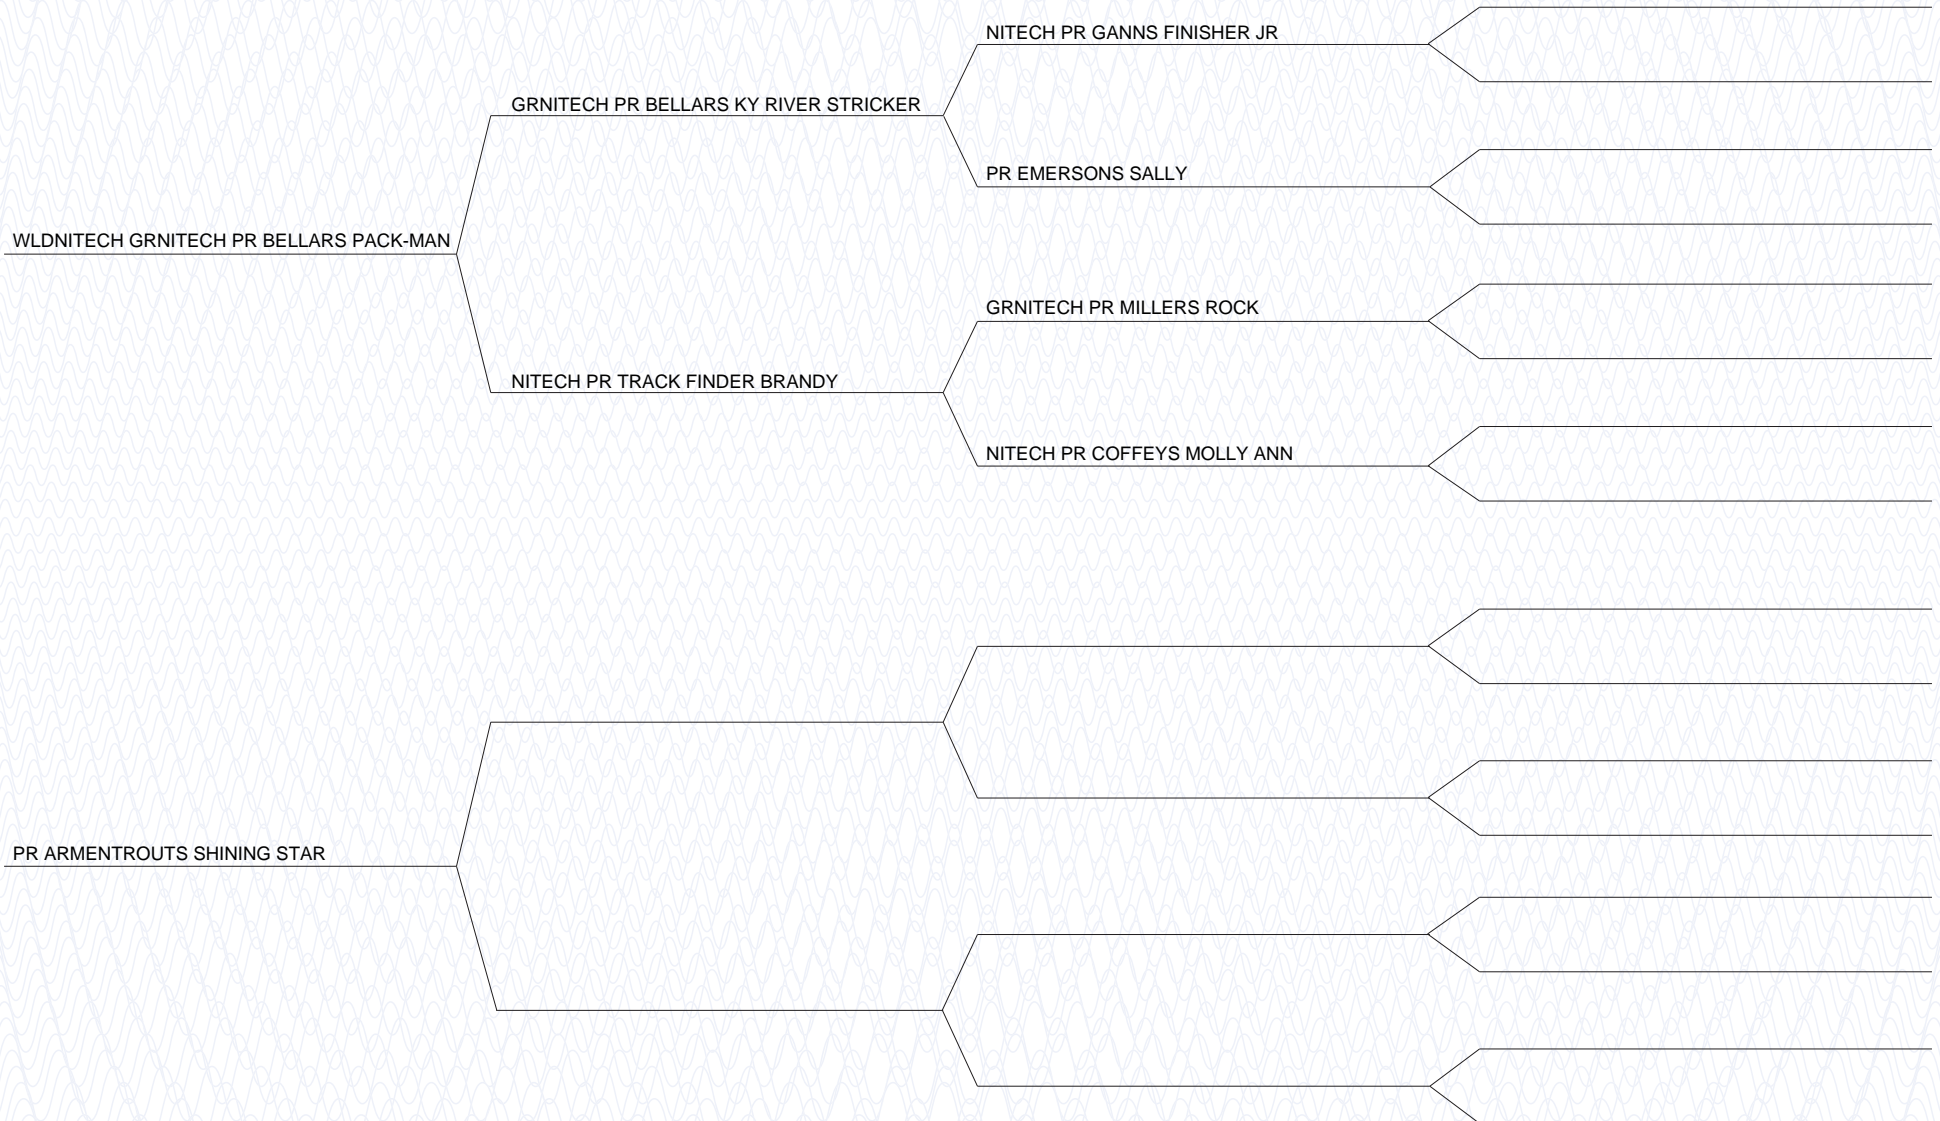 NITECH PR GANNS FINISHER JR
GRNITECH PR BELLARS KY RIVER STRICKER
PR EMERSONS SALLY
WLDNITECH GRNITECH PR BELLARS PACK-MAN
GRNITECH PR MILLERS ROCK
NITECH PR TRACK FINDER BRANDY
NITECH PR COFFEYS MOLLY ANN
PR ARMENTROUTS SHINING STAR